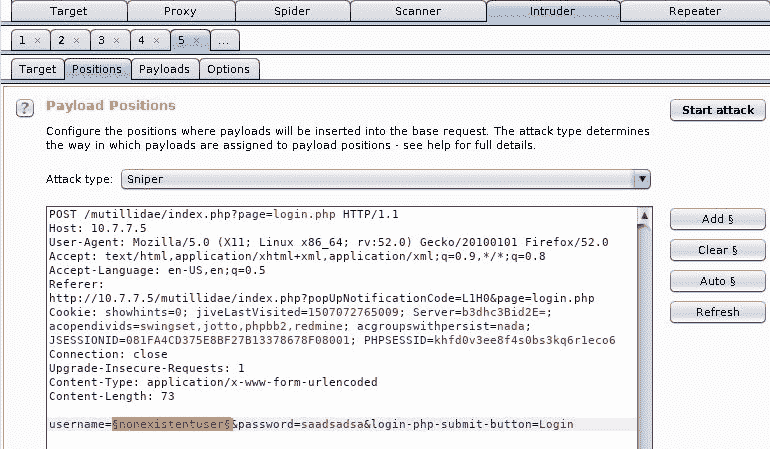 Target Proxy Spider Scanner Intruder Repeater
1 × 2 × 3 × 4 × 5 × ...
Target Positions Payloads Options
? Payload Positions
Start attack
Configure the positions where payloads will be inserted into the base request. The attack type determines
the way in which payloads are assigned to payload positions - see help for full details.
Attack type: Sniper
POST /mutillidae/index.php?page=login.php HTTP/1.1
Host: 10.7.7.5
User-Agent: Mozilla/5.0 (X11; Linux x86_64; rv:52.0) Gecko/20100101 Firefox/52.0
Accept: text/html,application/xhtml+xml,application/xml;q=0.9,*/*;q=0.8
Accept-Language: en-US,en;q=0.5
Referer:
http://10.7.7.5/mutillidae/index.php?popUpNotificationCode=L1H0&page=login.php
Cookie: showhints=0; jiveLastVisited=1507072765009; Server=b3dhc3Bid2E=;
acopendivids=swingset,jotto,phpbb2,redmine; acgroupswithpersist=nada;
JSESSIONID=081FA4CD375E8BF27B13378678F08001; PHPSESSID=khfd0v3ee8f4s0bs3kq6r1eco6
Connection: close
Upgrade-Insecure-Requests: 1
Content-Type: application/x-www-form-urlencoded
Content-Length: 73
username=§nonexistentuser§&password=saadsadsa&login-php-submit-button=Login
Add §
Clear §
Auto §
Refresh